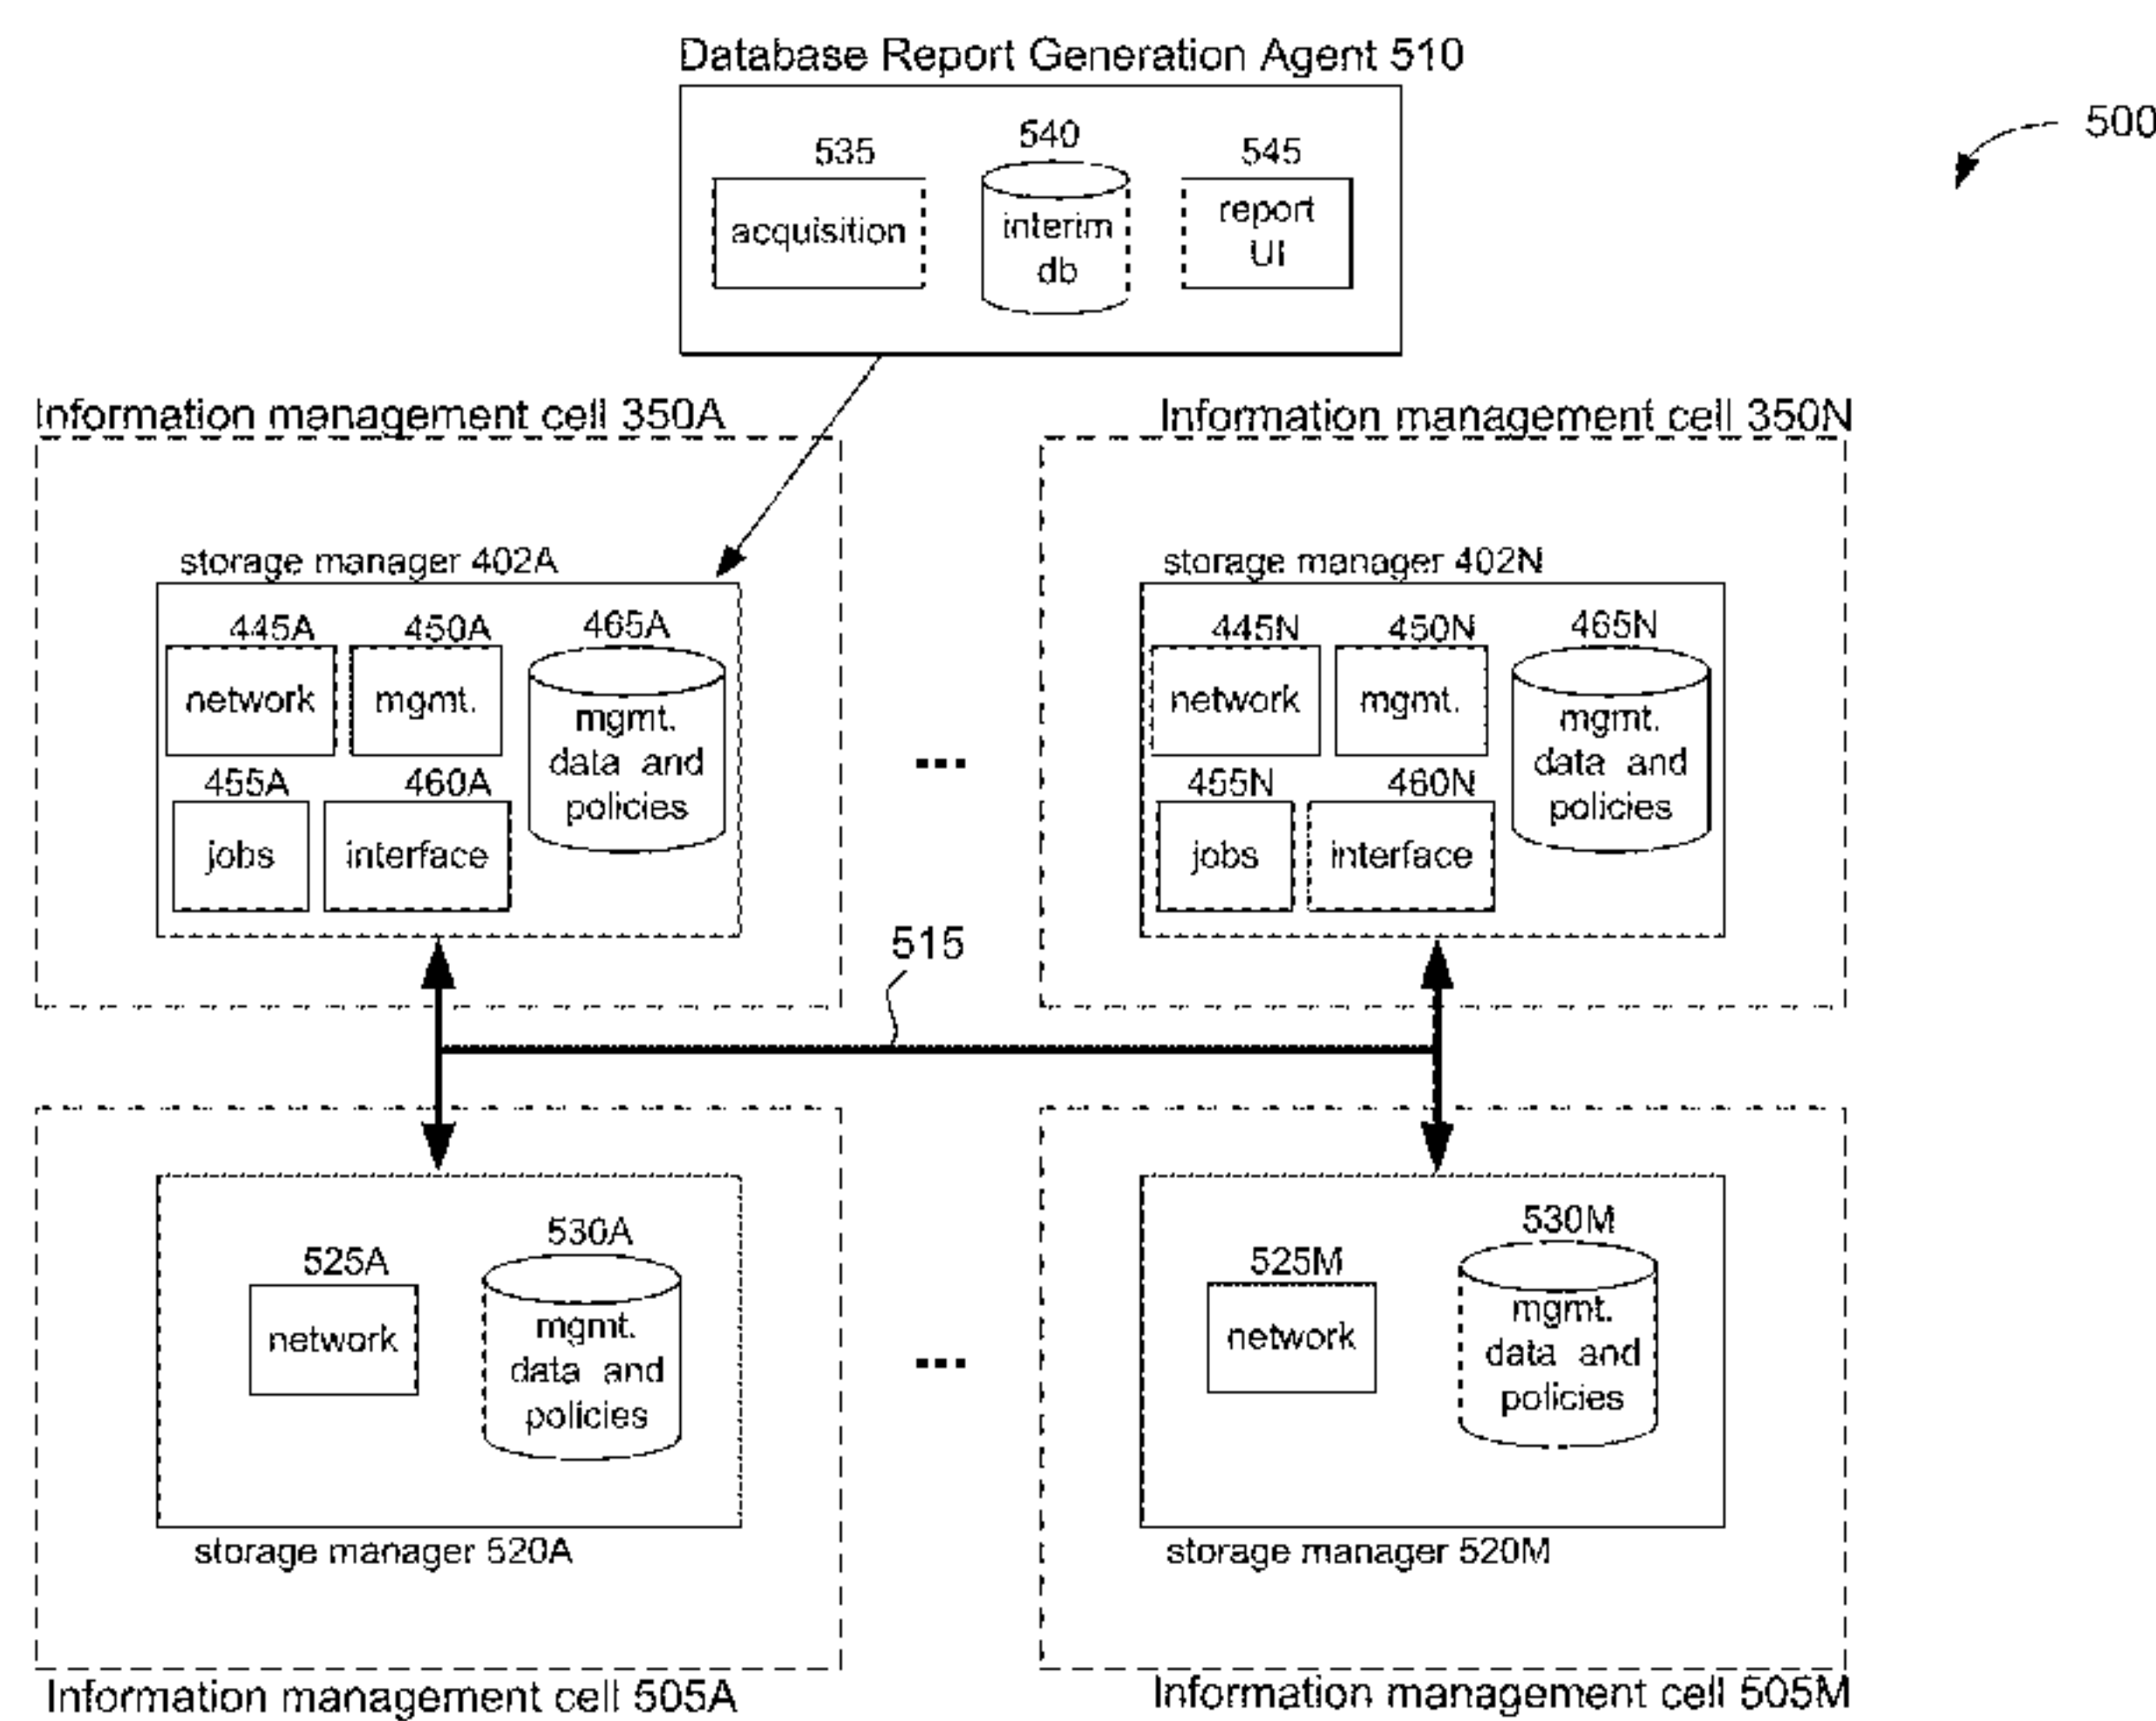 Database Report Generation Agent 510
500
535
540
545
acquisition
interim
db
report
UI
Information management cell 350A
Information management cell 350N
storage manager 402A
storage manager 402N
445A
450A
465A
network
mgmt.
mgmt.
data and
policies
455A
460A
jobs
interface
...
445N
450N
465N
network
mgmt.
mgmt.
data and
policies
455N
460N
jobs
interface
515
525A
530A
network
mgmt.
data and
policies
storage manager 520A
...
525M
530M
network
mgmt.
data and
policies
storage manager 520M
Information management cell 505A
Information management cell 505M